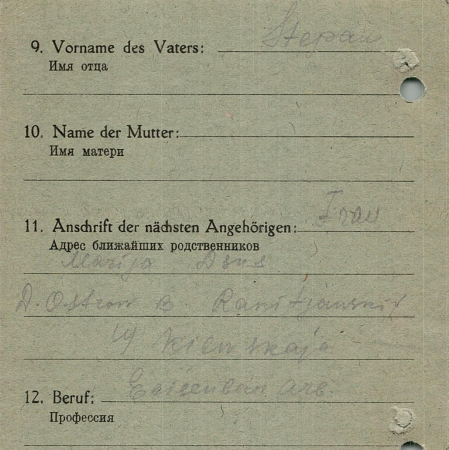 9. Vorname des Vaters: Stepan
Имя отца
10. Name der Mutter:
Имя матери
11. Anschrift der nächsten Angehörigen: Frau
Адрес ближайших родственников
Marija
D. Ostrow B.
Kiewskaja
12. Beruf: Arb.
Профессия